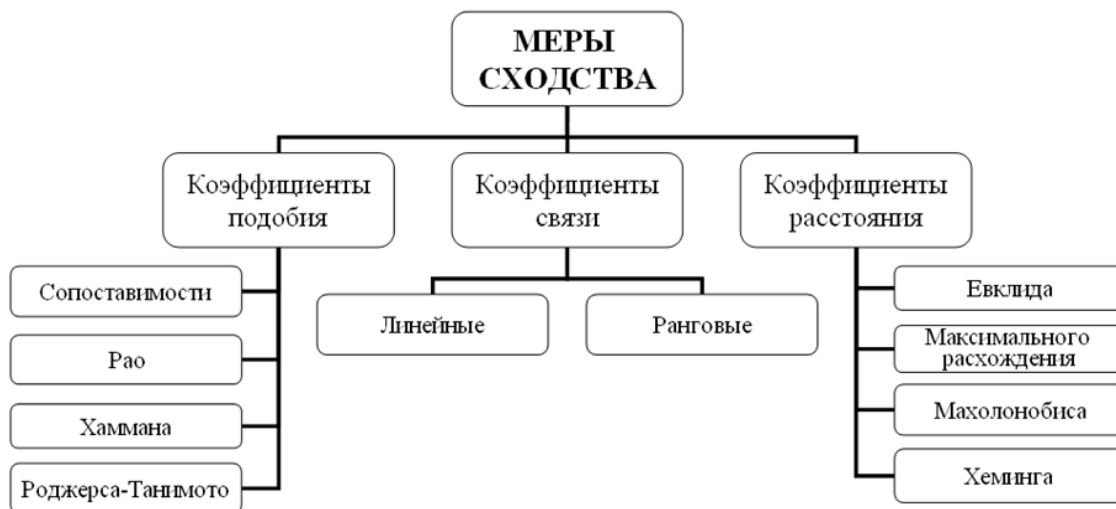 МЕРЫ
СХОДСТВА
Коэффициенты
подобия
Коэффициенты
связи
Коэффициенты
расстояния
Сопоставимости
Рао
Хаммана
Роджерса-Танимото
Линейные
Ранговые
Евклида
Максимального
расхождения
Махолонобиса
Хеминга